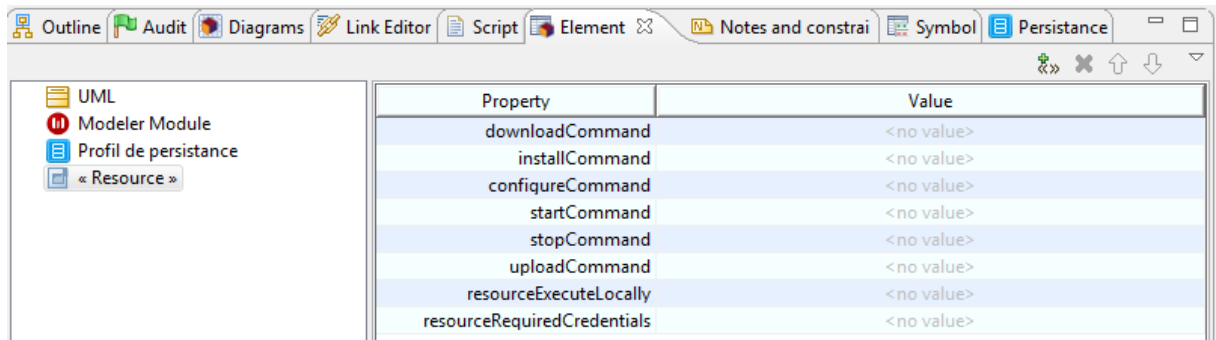 Outline Audit Diagrams Link Editor Script Element Notes and constrai Symbol Persistance
UML
Modeler Module
Profil de persistance
« Resource »
Property Value
downloadCommand <no value>
installCommand <no value>
configureCommand <no value>
startCommand <no value>
stopCommand <no value>
uploadCommand <no value>
resourceExecuteLocally <no value>
resourceRequiredCredentials <no value>